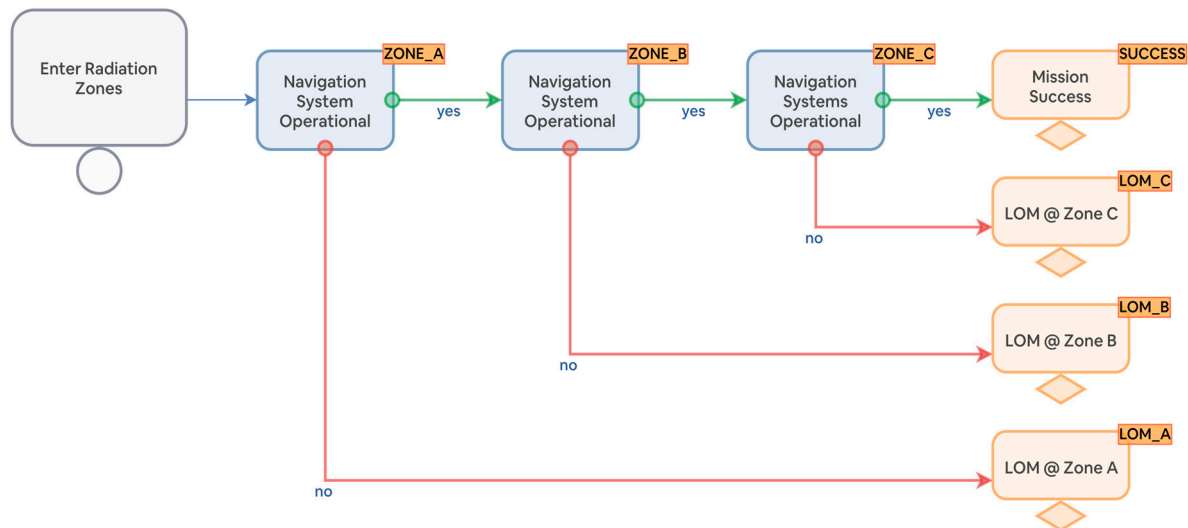 Enter Radiation
Zones
ZONE_A
Navigation
System
Operational
yes
no
ZONE_B
Navigation
System
Operational
yes
no
ZONE_C
Navigation
Systems
Operational
yes
no
SUCCESS
Mission
Success
LOM_C
LOM @ Zone C
LOM_B
LOM @ Zone B
LOM_A
LOM @ Zone A